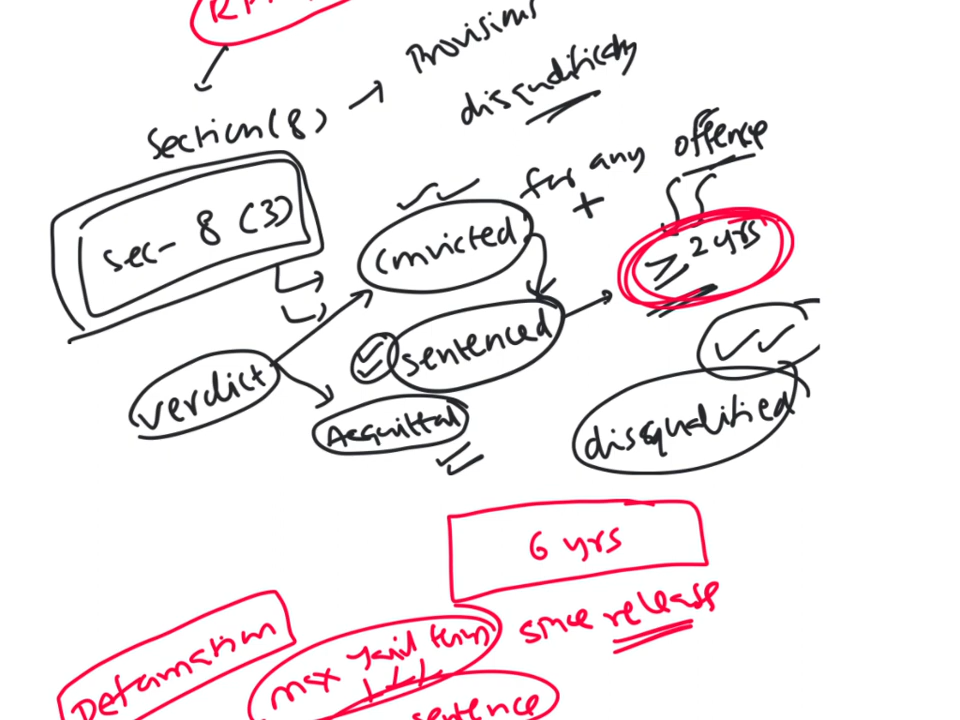 Section (8) → Provisions
disqualification
Sec- 8 (3)
convicted for any offence
+
≥ 2 yrs
sentenced
verdict
Acquittal
disqualified
6 yrs
since release
Defamation
max jail term
sentence